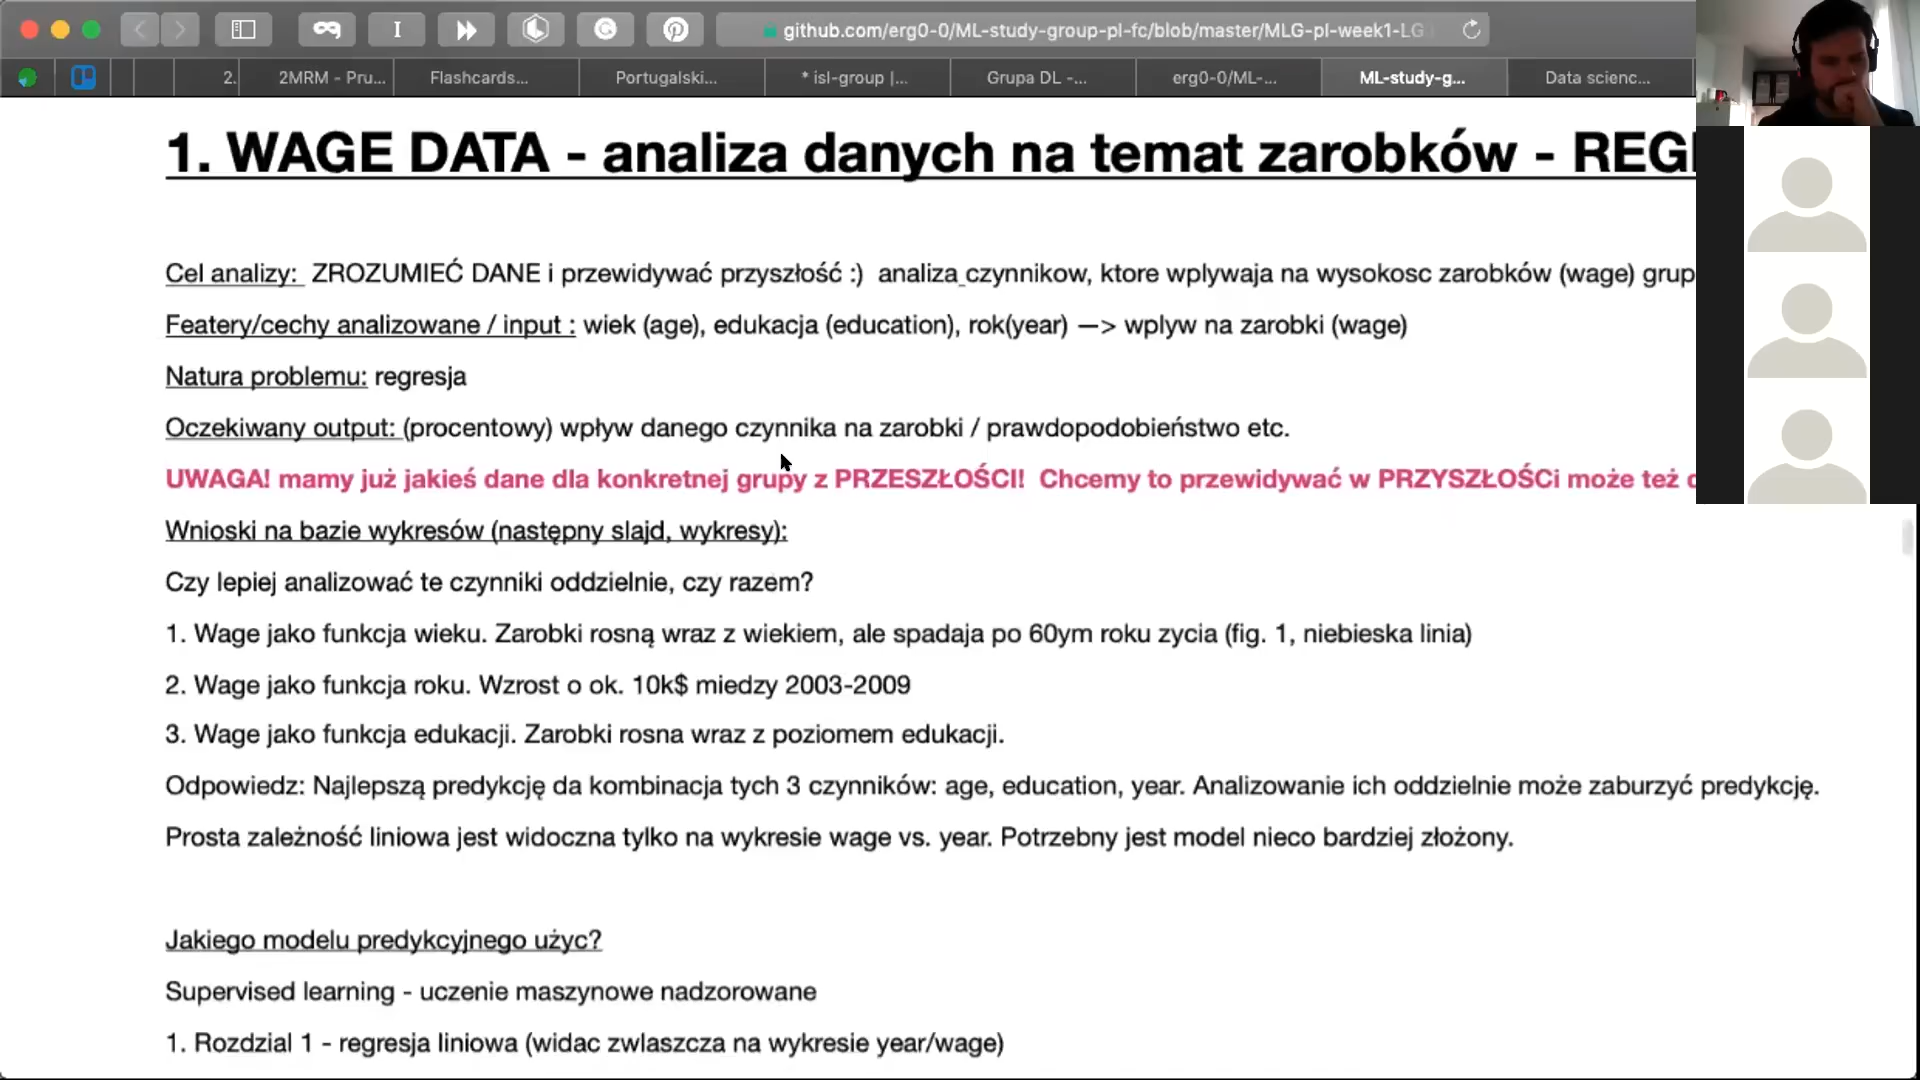 github.com/erg0-0/ML-study-group-pl-fc/blob/master/MLG-pl-week1-LG
2.
2MRM - Pru...
Flashcards...
Portugalski...
* isl-group |...
Grupa DL -...
erg0-0/ML-...
ML-study-g...
Data scienc...
1. WAGE DATA - analiza danych na temat zarobków - REG
Cel analizy: ZROZUMIEĆ DANE i przewidywać przyszłość :) analiza czynnikow, ktore wplywaja na wysokosc zarobków (wage) grup
Featery/cechy analizowane / input : wiek (age), edukacja (education), rok(year) —> wplyw na zarobki (wage)
Natura problemu: regresja
Oczekiwany output: (procentowy) wpływ danego czynnika na zarobki / prawdopodobieństwo etc.
UWAGA! mamy już jakieś dane dla konkretnej grupy z PRZESZŁOŚCI! Chcemy to przewidywać w PRZYSZŁOŚCi może też
Wnioski na bazie wykresów (następny slajd, wykresy):
Czy lepiej analizować te czynniki oddzielnie, czy razem?
1. Wage jako funkcja wieku. Zarobki rosną wraz z wiekiem, ale spadaja po 60ym roku zycia (fig. 1, niebieska linia)
2. Wage jako funkcja roku. Wzrost o ok. 10k$ miedzy 2003-2009
3. Wage jako funkcja edukacji. Zarobki rosna wraz z poziomem edukacji.
Odpowiedz: Najlepszą predykcję da kombinacja tych 3 czynników: age, education, year. Analizowanie ich oddzielnie może zaburzyć predykcję.
Prosta zależność liniowa jest widoczna tylko na wykresie wage vs. year. Potrzebny jest model nieco bardziej złożony.
Jakiego modelu predykcyjnego użyc?
Supervised learning - uczenie maszynowe nadzorowane
1. Rozdzial 1 - regresja liniowa (widac zwlaszcza na wykresie year/wage)